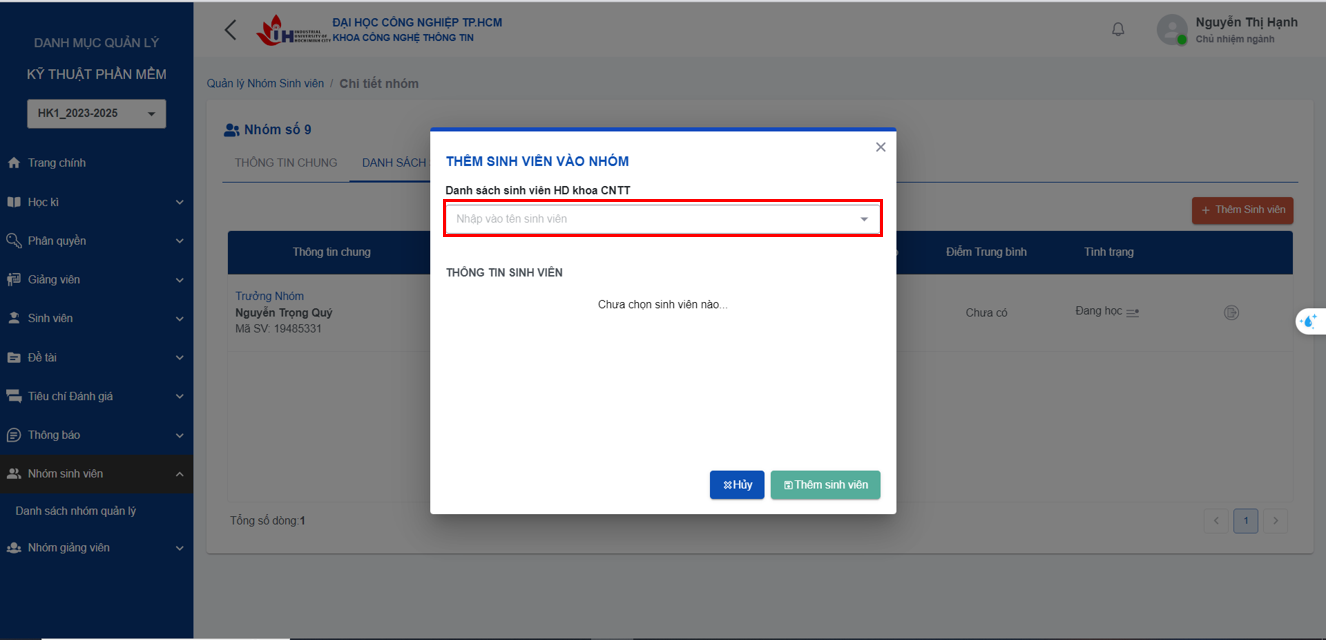 DANH MỤC QUẢN LÝ
KỸ THUẬT PHẦN MỀM
HK1_2023-2025
Trang chính
Học kì
Phân quyền
Giảng viên
Sinh viên
Đề tài
Tiêu chí Đánh giá
Thông báo
Nhóm sinh viên
Danh sách nhóm quản lý
Nhóm giảng viên
IUH
INDUSTRIAL
UNIVERSITY OF
HOCHIMINH CITY
ĐẠI HỌC CÔNG NGHIỆP TP.HCM
KHOA CÔNG NGHỆ THÔNG TIN
Nguyễn Thị Hạnh
Chủ nhiệm ngành
Quản lý Nhóm Sinh viên / Chi tiết nhóm
Nhóm số 9
THÔNG TIN CHUNG
DANH SÁCH
+ Thêm Sinh viên
Thông tin chung
Điểm Trung bình
Tình trạng
Trưởng Nhóm
Nguyễn Trọng Quý
Mã SV: 19485331
Chưa có
Đang học
Tổng số dòng:1
1
THÊM SINH VIÊN VÀO NHÓM
Danh sách sinh viên HD khoa CNTT
Nhập vào tên sinh viên
THÔNG TIN SINH VIÊN
Chưa chọn sinh viên nào...
Hủy
Thêm sinh viên